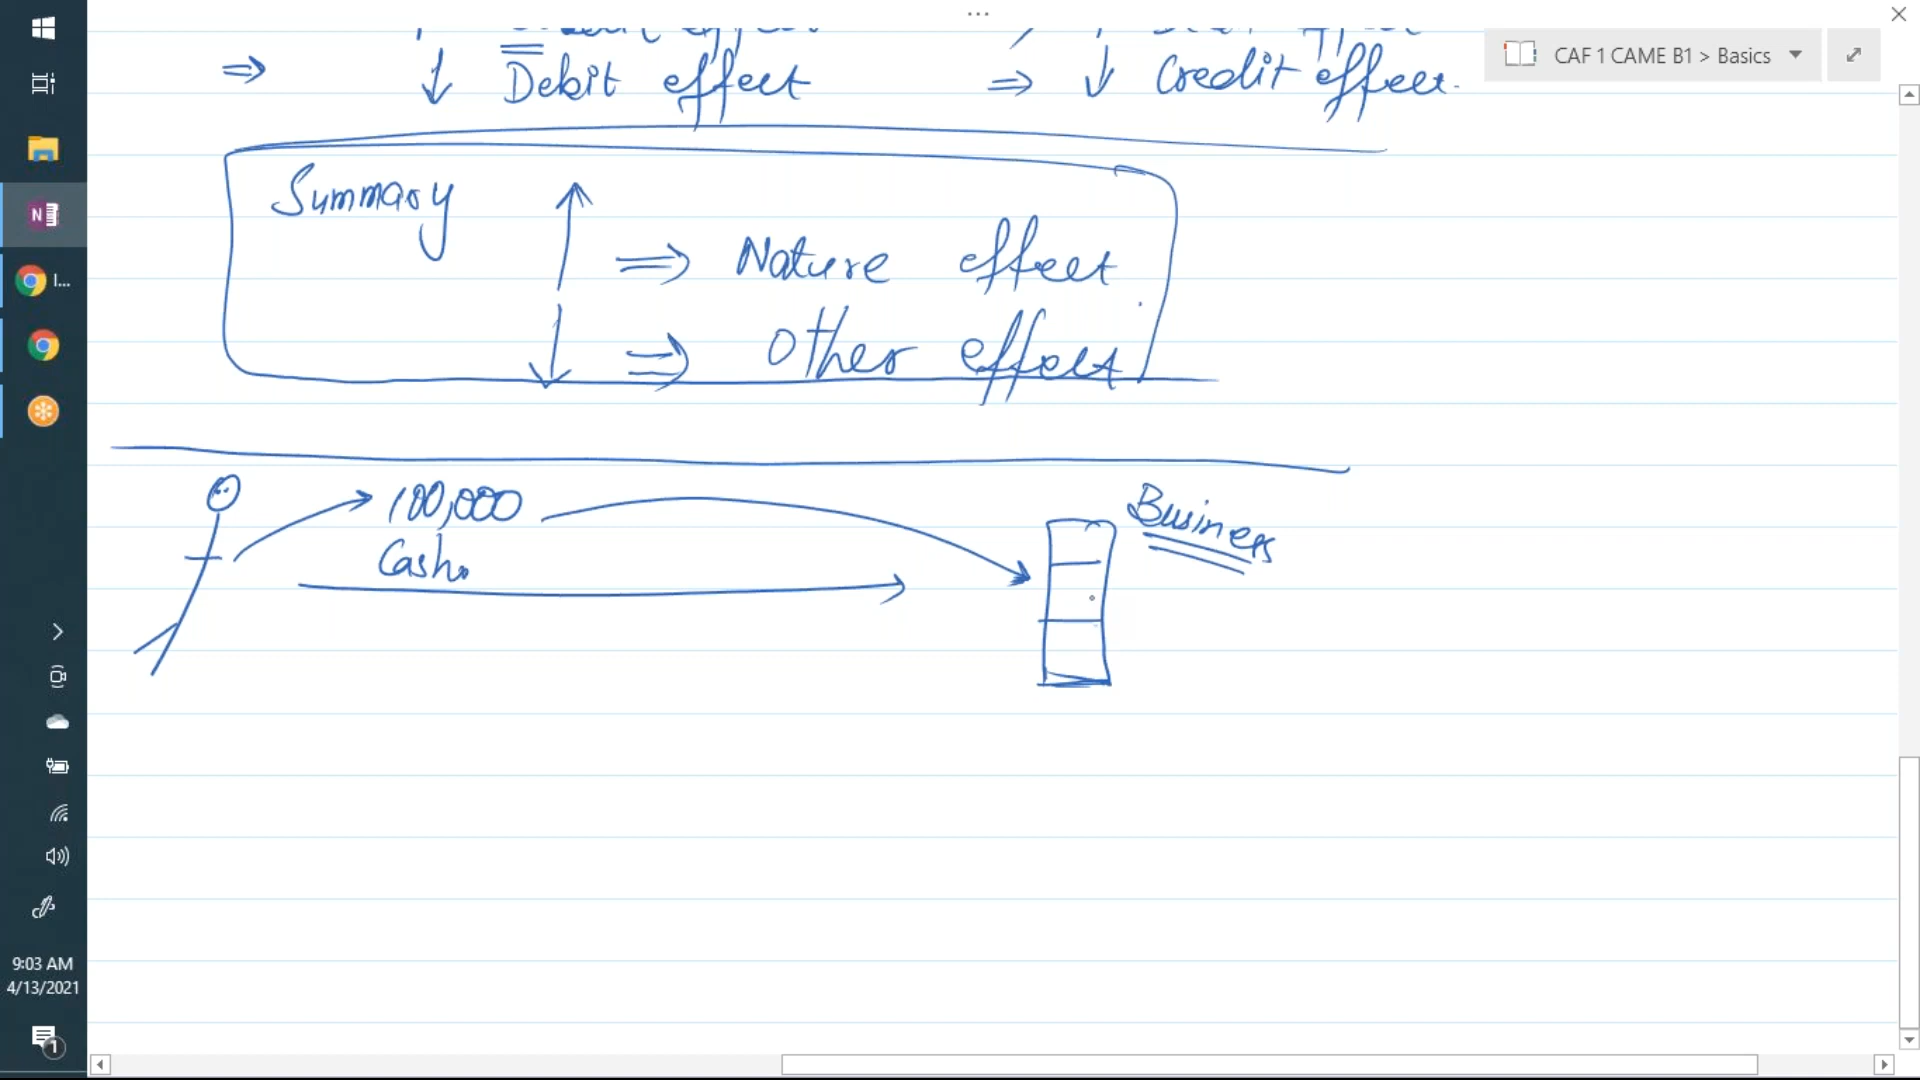 CAF 1 CAME B1 > Basics
⇒ ↓ Debit effect ⇒ ↓ Credit effect.
Summary ↑ ⇒ Nature effect
↓ ⇒ Other effect
100,000
Cash.
Business
N
I...
9:03 AM
4/13/2021
1